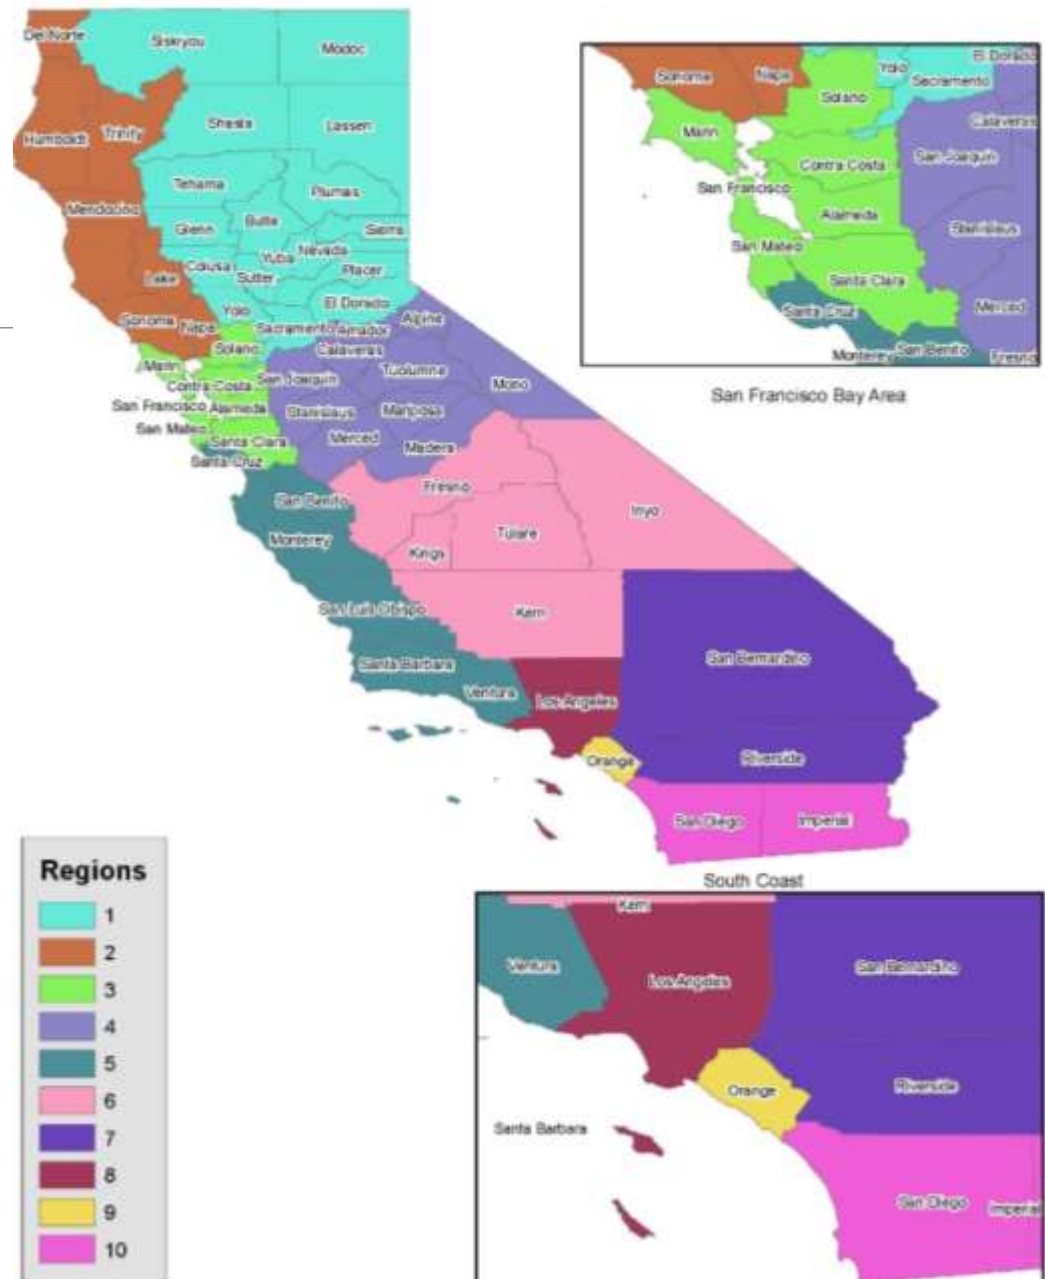 Del Norte
Siskiyou
Modoc
Humboldt
Trinity
Shasta
Lassen
Tehama
Plumas
Mendocino
Glenn
Butte
Sierra
Lake
Colusa
Yuba
Nevada
Sutter
Placer
Yolo
El Dorado
Sonoma
Napa
Sacramento
Amador
Alpine
Solano
Calaveras
Marin
Contra Costa
San Joaquin
Tuolumne
Mono
San Francisco
Alameda
Stanislaus
Mariposa
San Mateo
Santa Clara
Merced
Madera
Santa Cruz
San Benito
Fresno
Inyo
Monterey
Kings
Tulare
San Luis Obispo
Kern
Santa Barbara
Ventura
Los Angeles
San Bernardino
Orange
Riverside
San Diego
Imperial
Sonoma
Napa
Yolo
El Dorado
Sacramento
Solano
Marin
Calaveras
Contra Costa
San Joaquin
San Francisco
Alameda
Stanislaus
San Mateo
Santa Clara
Santa Cruz
Merced
Monterey
San Benito
Fresno
San Francisco Bay Area
Regions
1
2
3
4
5
6
7
8
9
10
South Coast
Kern
Ventura
Los Angeles
San Bernardino
Orange
Riverside
Santa Barbara
San Diego
Imperial